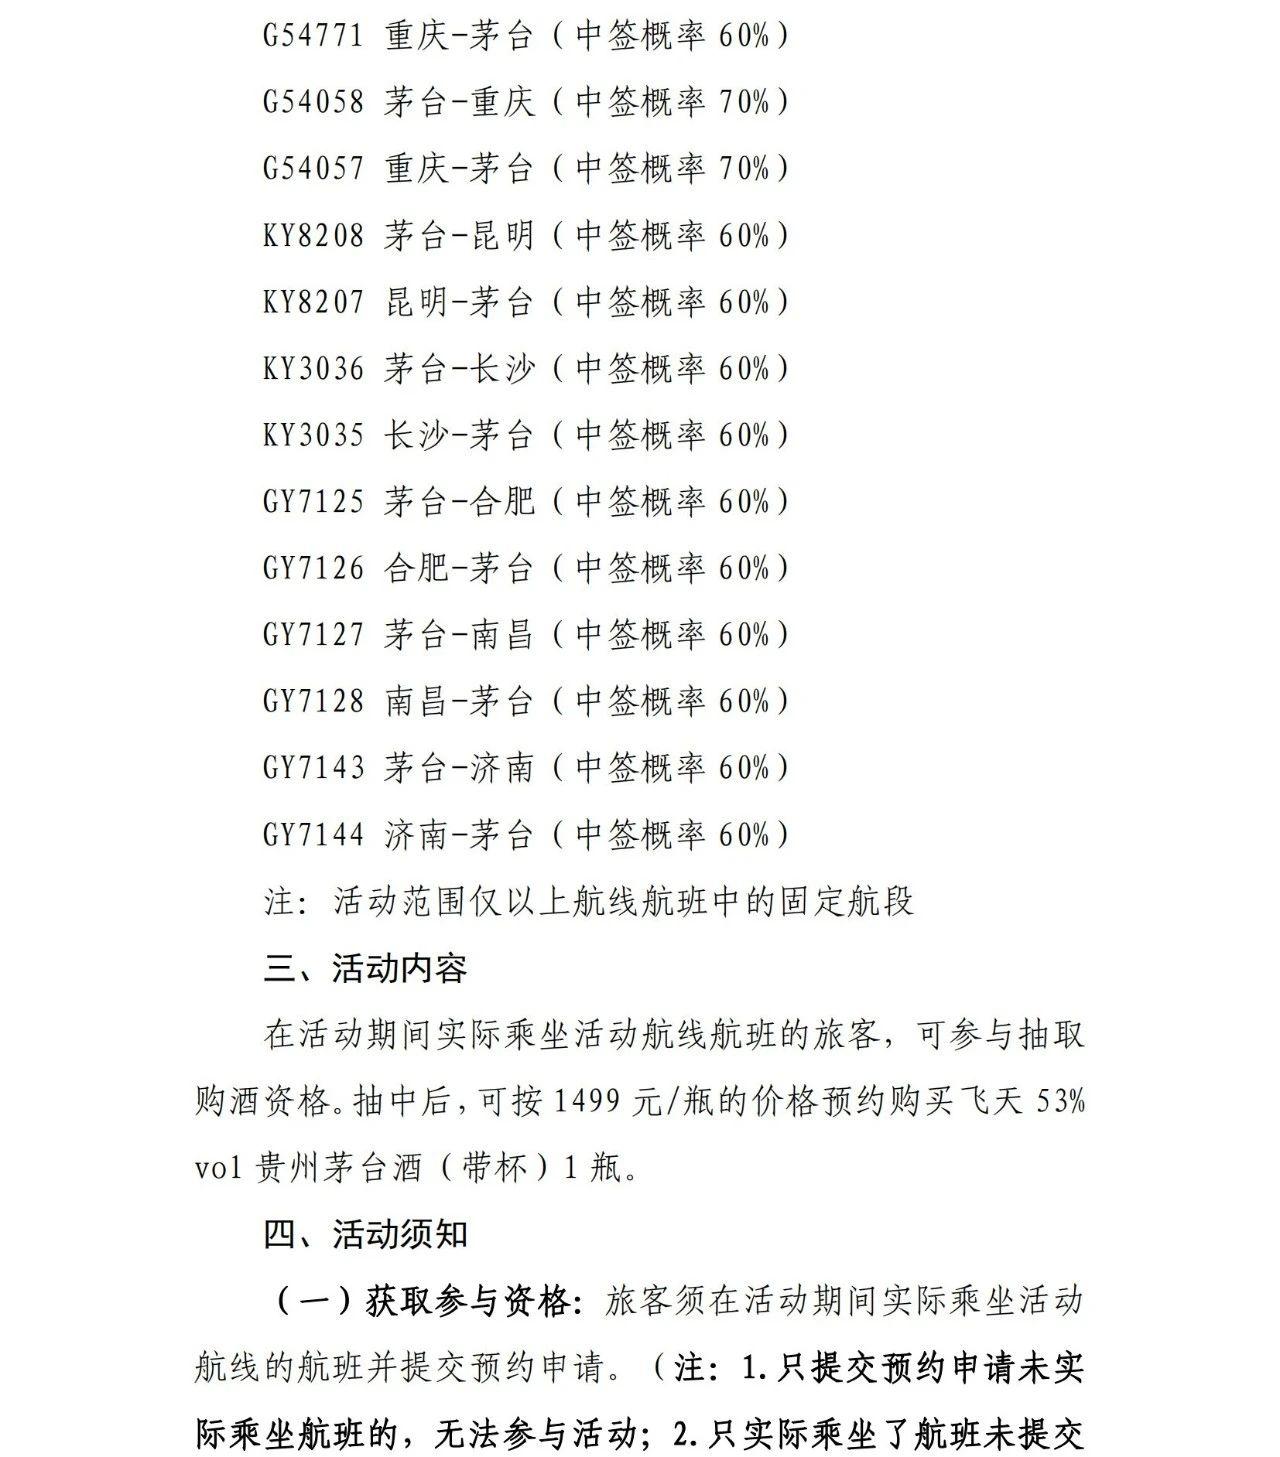 G54771 重庆-茅台（中签概率 60%）
G54058 茅台-重庆（中签概率 70%）
G54057 重庆-茅台（中签概率 70%）
KY8208 茅台-昆明（中签概率 60%）
KY8207 昆明-茅台（中签概率 60%）
KY3036 茅台-长沙（中签概率 60%）
KY3035 长沙-茅台（中签概率 60%）
GY7125 茅台-合肥（中签概率 60%）
GY7126 合肥-茅台（中签概率 60%）
GY7127 茅台-南昌（中签概率 60%）
GY7128 南昌-茅台（中签概率 60%）
GY7143 茅台-济南（中签概率 60%）
GY7144 济南-茅台（中签概率 60%）
注：活动范围仅以上航线航班中的固定航段
三、活动内容
在活动期间实际乘坐活动航线航班的旅客，可参与抽取
购酒资格。抽中后，可按 1499 元/瓶的价格预约购买飞天 53%
vol 贵州茅台酒（带杯）1 瓶。
四、活动须知
（一）获取参与资格：旅客须在活动期间实际乘坐活动
航线的航班并提交预约申请。（注：1.只提交预约申请未实
际乘坐航班的，无法参与活动；2.只实际乘坐了航班未提交